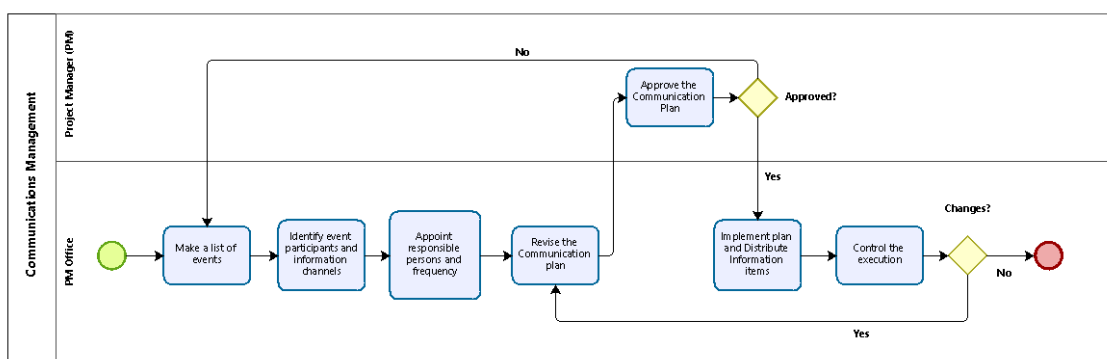 Communications Management
Project Manager (PM)
No
Approve the
Communication
Plan
Approved?
Yes
PM Office
Make a list of
events
Identify event
participants and
information
channels
Appoint
responsible
persons and
frequency
Revise the
Communication
plan
Implement plan
and Distribute
Information
items
Control the
execution
Changes?
No
Yes